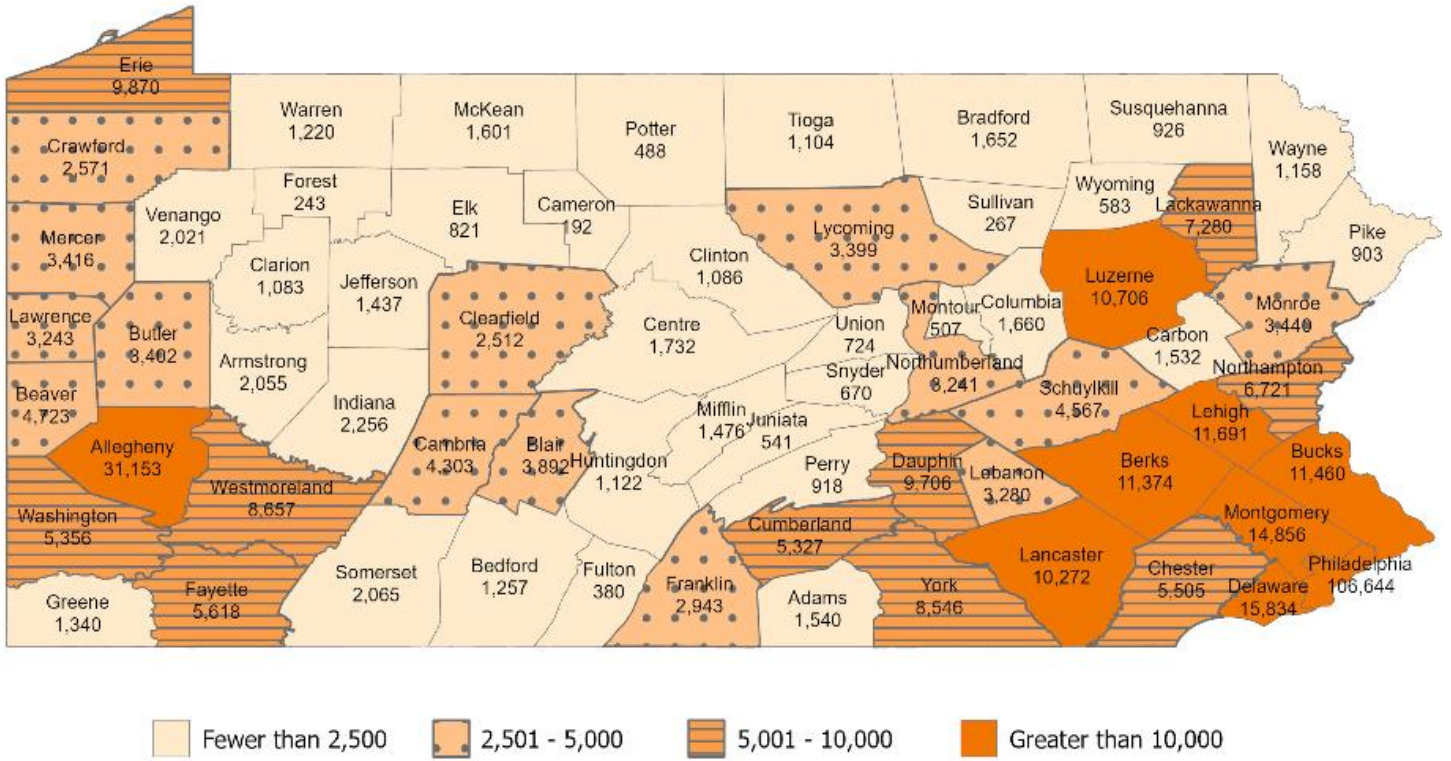 Erie
9,870
Warren
1,220
McKean
1,601
Potter
488
Tioga
1,104
Bradford
1,652
Susquehanna
926
Wayne
1,158
Crawford
2,571
Forest
243
Venango
2,021
Elk
821
Cameron
192
Sullivan
267
Wyoming
583
Lackawanna
7,280
Pike
903
Mercer
3,416
Clarion
1,083
Jefferson
1,437
Clinton
1,086
Lycoming
3,399
Luzerne
10,706
Monroe
3,440
Lawrence
3,243
Butler
3,402
Clearfield
2,512
Centre
1,732
Union
724
Montour
507
Columbia
1,660
Carbon
1,532
Armstrong
2,055
Snyder
670
Northumberland
3,241
Northampton
6,721
Beaver
4,723
Indiana
2,256
Mifflin
1,476
Juniata
541
Schuylkill
4,567
Lehigh
11,691
Allegheny
31,153
Cambria
4,303
Blair
3,892
Huntingdon
1,122
Perry
918
Dauphin
9,706
Lebanon
3,280
Berks
11,374
Bucks
11,460
Westmoreland
8,657
Washington
5,356
Cumberland
5,327
Montgomery
14,856
Lancaster
10,272
Greene
1,340
Fayette
5,618
Somerset
2,065
Bedford
1,257
Fulton
380
Franklin
2,943
Adams
1,540
York
8,546
Chester
5,505
Delaware
15,834
Philadelphia
106,644
Fewer than 2,500
2,501 - 5,000
5,001 - 10,000
Greater than 10,000